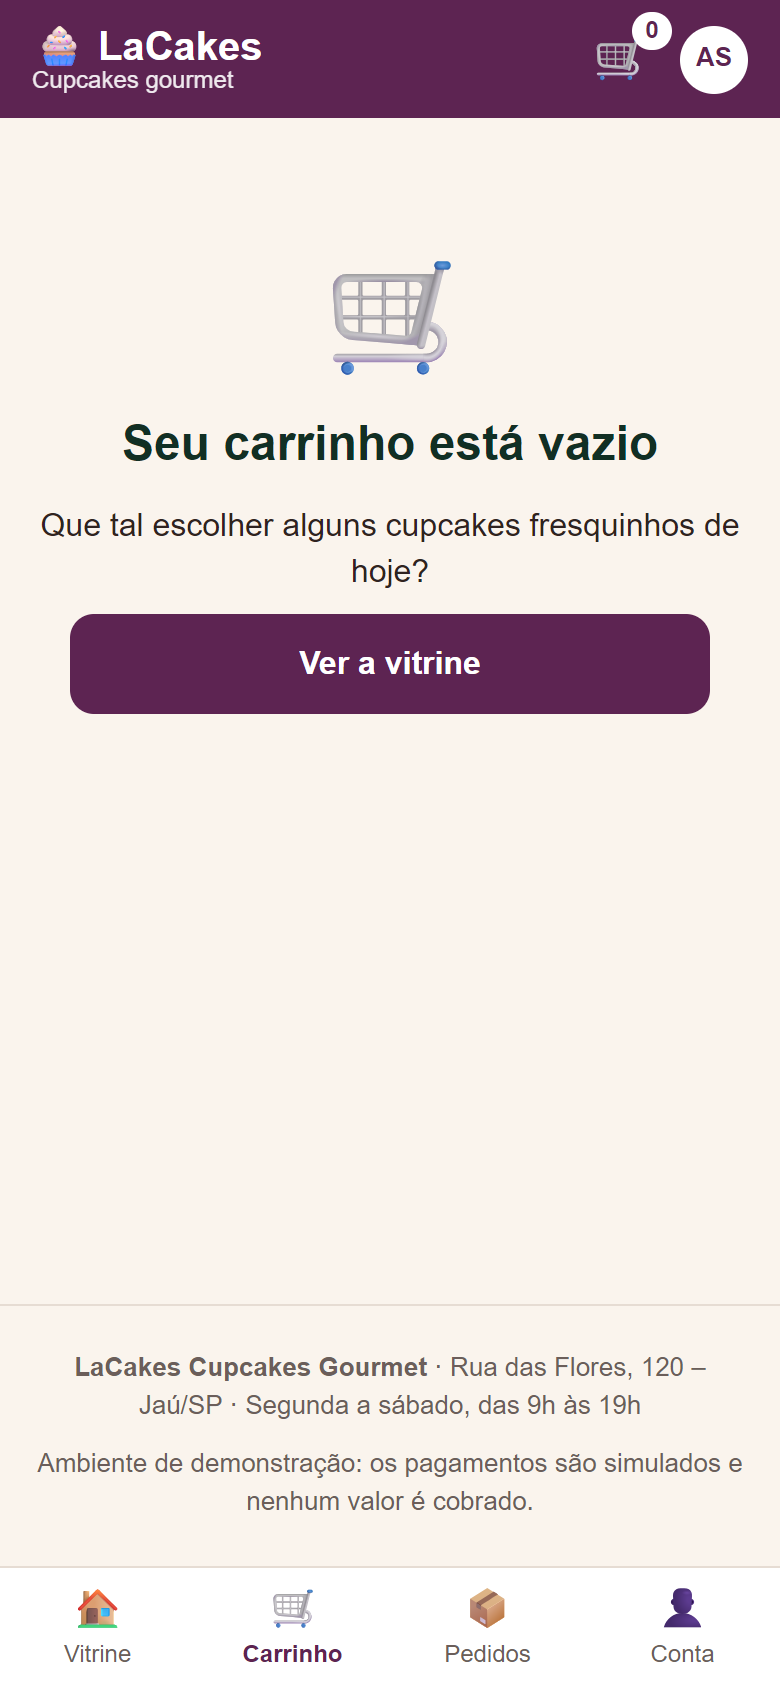 LaCakes
Cupcakes gourmet
0
AS
Seu carrinho está vazio
Que tal escolher alguns cupcakes fresquinhos de
hoje?
Ver a vitrine
LaCakes Cupcakes Gourmet · Rua das Flores, 120 –
Jaú/SP · Segunda a sábado, das 9h às 19h
Ambiente de demonstração: os pagamentos são simulados e
nenhum valor é cobrado.
Vitrine
Carrinho
Pedidos
Conta